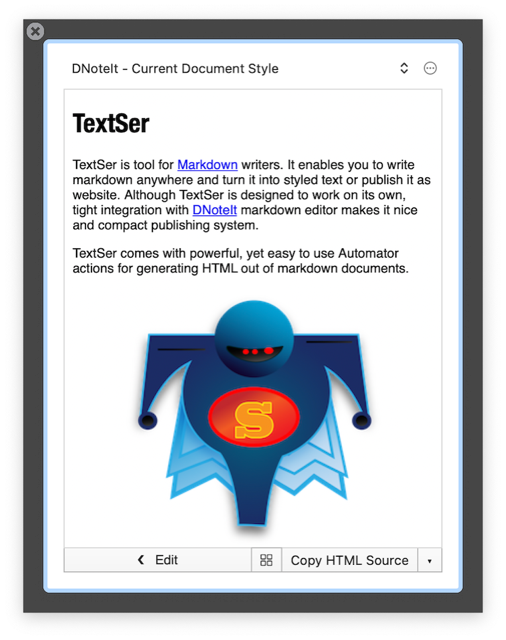 DNoteIt - Current Document Style
TextSer
TextSer is tool for Markdown writers. It enables you to write
markdown anywhere and turn it into styled text or publish it as
website. Although TextSer is designed to work on its own,
tight integration with DNoteIt markdown editor makes it nice
and compact publishing system.
TextSer comes with powerful, yet easy to use Automator
actions for generating HTML out of markdown documents.
S
Edit
Copy HTML Source